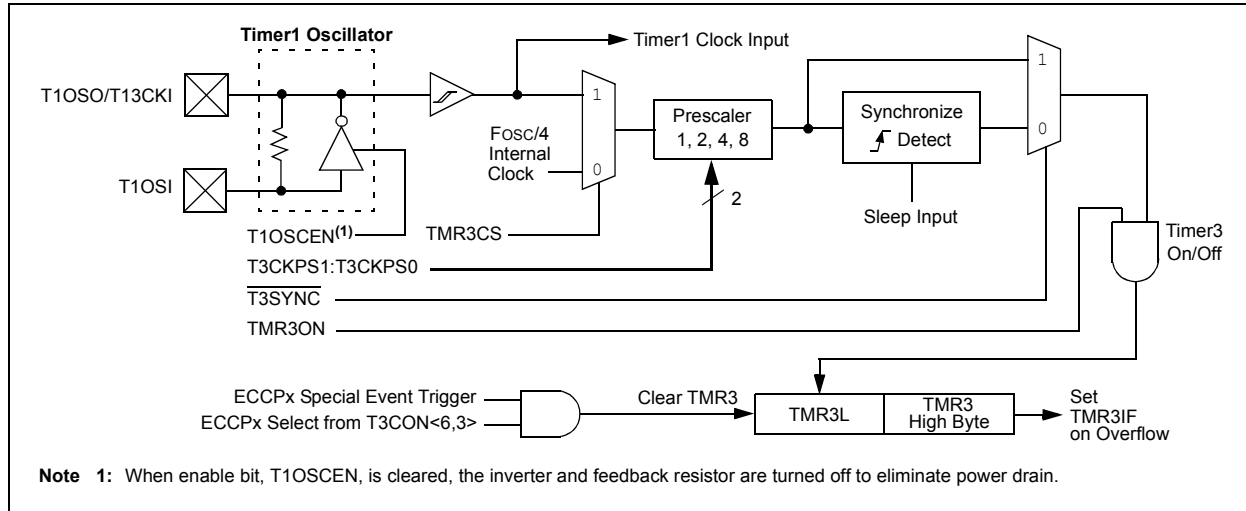 Timer1 Oscillator
Timer1 Clock Input
T1OSO/T13CKI
T1OSI
1
FOSC/4
Internal
Clock
0
Prescaler
1, 2, 4, 8
2
Synchronize
Detect
Sleep Input
1
0
T1OSCEN(1)
TMR3CS
T3CKPS1:T3CKPS0
T3SYNC
TMR3ON
Timer3
On/Off
ECCPx Special Event Trigger
ECCPx Select from T3CON<6,3>
Clear TMR3
TMR3L
TMR3
High Byte
Set
TMR3IF
on Overflow
Note 1: When enable bit, T1OSCEN, is cleared, the inverter and feedback resistor are turned off to eliminate power drain.